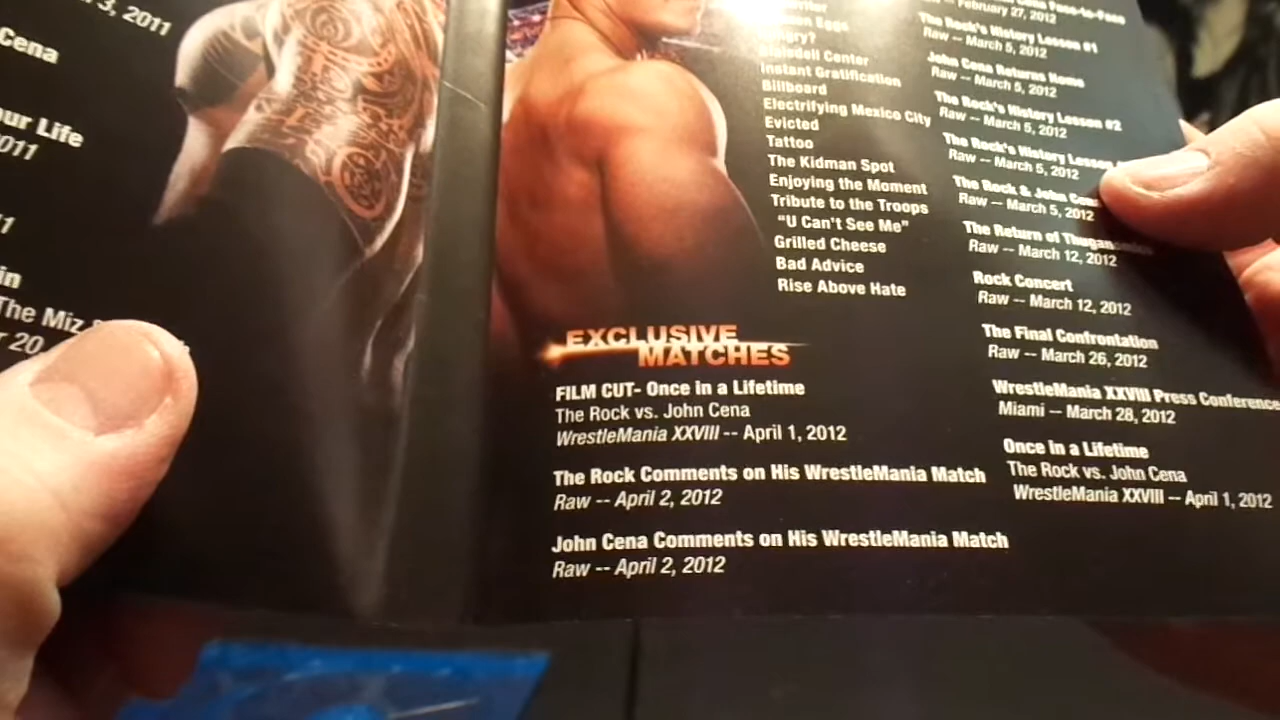 3, 2011
Cena
our Life
2011
The Miz
Eggs
Center
Instant Gratification
Billboard
Electrifying Mexico City
Evicted
Tattoo
The Kidman Spot
Enjoying the Moment
Tribute to the Troops
"U Can't See Me"
Grilled Cheese
Bad Advice
Rise Above Hate
EXCLUSIVE
MATCHES
FILM CUT- Once in a Lifetime
The Rock vs. John Cena
WrestleMania XXVIII -- April 1, 2012
The Rock Comments on His WrestleMania Match
Raw -- April 2, 2012
John Cena Comments on His WrestleMania Match
Raw -- April 2, 2012
February 27, 2012
The Rock's History Lesson #1
Raw -- March 5, 2012
John Cena Returns Home
Raw -- March 5, 2012
The Rock's History Lesson #2
Raw -- March 5, 2012
The Rock's History Lesson
Raw -- March 5, 2012
The Rock & John
Raw -- March 5, 2012
The Return of
Raw -- March 12, 2012
Rock Concert
Raw -- March 12, 2012
The Final Confrontation
Raw -- March 26, 2012
WrestleMania XXVIII Press Conference
Miami -- March 28, 2012
Once in a Lifetime
The Rock vs. John Cena
WrestleMania XXVIII -- April 1, 2012